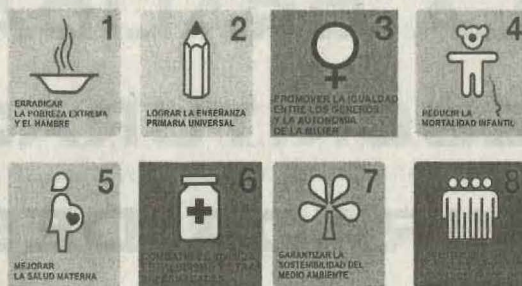 1
ERRADICAR
LA POBREZA EXTREMA
Y EL HAMBRE
2
LOGRAR LA ENSEÑANZA
PRIMARIA UNIVERSAL
3
PROMOVER LA IGUALDAD
ENTRE LOS GÉNEROS
Y LA AUTONOMÍA
DE LA MUJER
4
REDUCIR LA
MORTALIDAD INFANTIL
5
MEJORAR
LA SALUD MATERNA
6
7
GARANTIZAR LA
SOSTENIBILIDAD DEL
MEDIO AMBIENTE
8